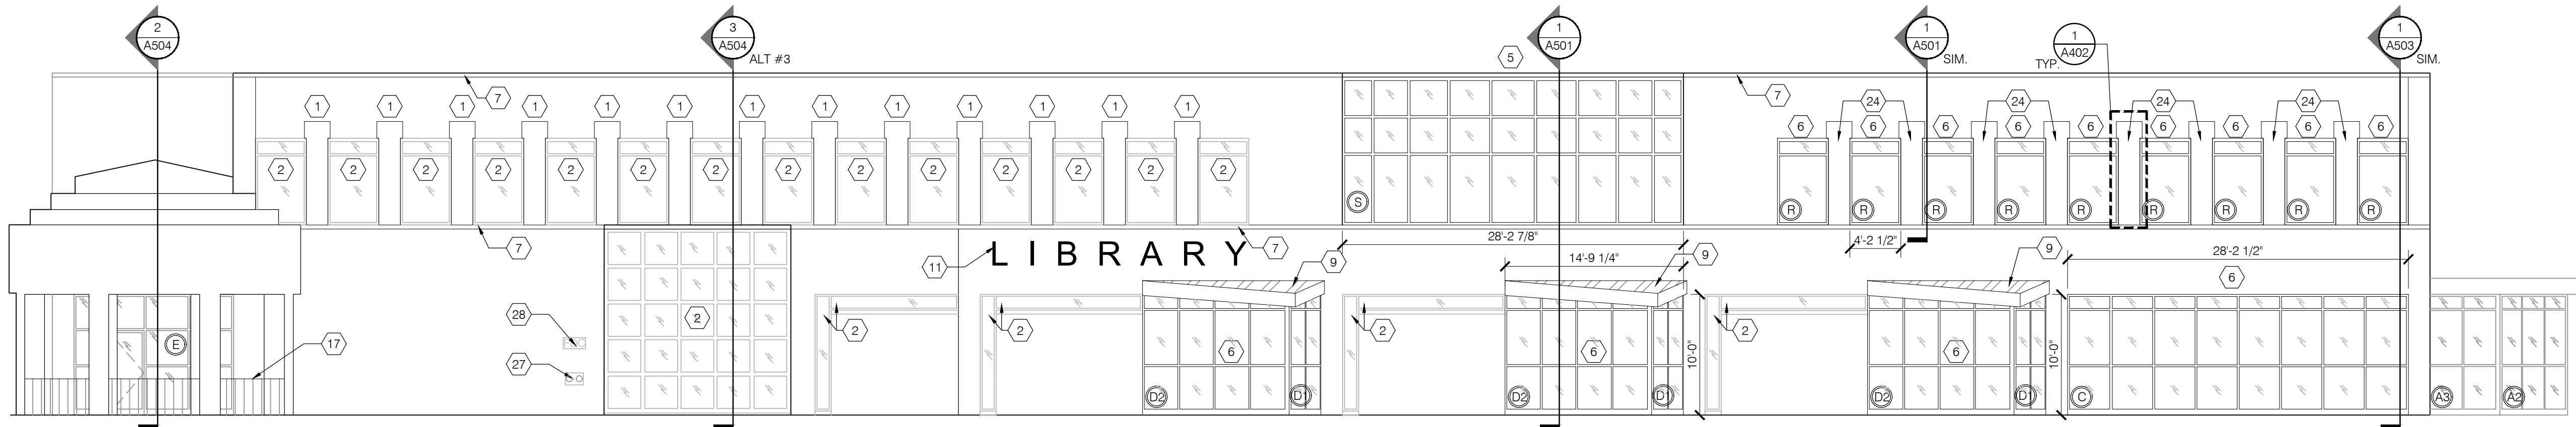 2
A504
3
A504
ALT #3
1
A501
1
A501
SIM.
1
A402
TYP.
1
A503
SIM.
5
7
7
1 1 1 1 1 1 1 1 1 1 1 1 1
24 24 24 24
6 6 6 6 6 6 6 6 6
2 2 2 2 2 2 2 2 2 2 2 2 2 2
S
R R R R R R R R R
7
7
LIBRARY
11
28'-2 7/8"
4'-2 1/2"
28'-2 1/2"
14'-9 1/4"
9
9
9
6
28
2
2
2
2
2
27
17
E
6
6
6
10'-0"
10'-0"
D2
D1
D2
D1
D2
D1
C
A3
A2